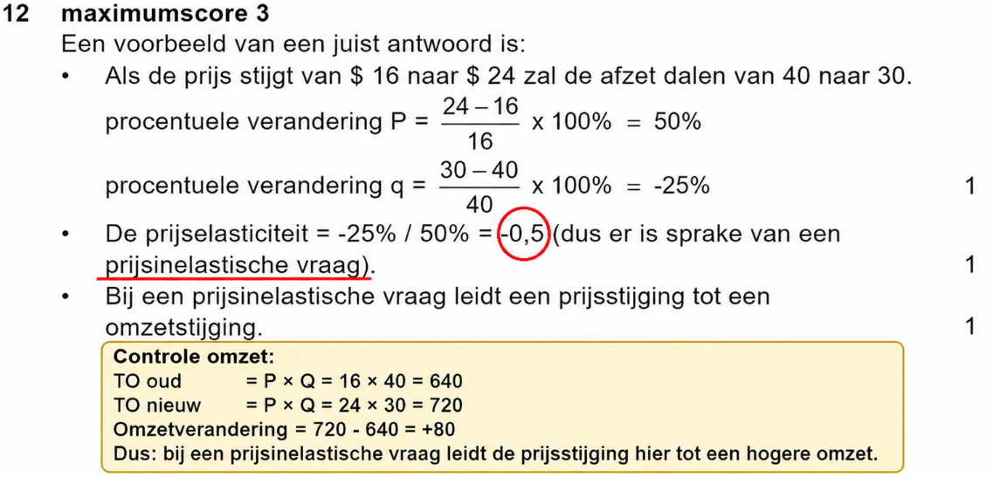 12 maximumscore 3
Een voorbeeld van een juist antwoord is:
• Als de prijs stijgt van $ 16 naar $ 24 zal de afzet dalen van 40 naar 30.
procentuele verandering P = (24 – 16) / 16 x 100% = 50%
procentuele verandering q = (30 – 40) / 40 x 100% = -25% 1
• De prijselasticiteit = -25% / 50% = -0,5 (dus er is sprake van een
prijsinelastische vraag). 1
• Bij een prijsinelastische vraag leidt een prijsstijging tot een
omzetstijging. 1
Controle omzet:
TO oud = P × Q = 16 × 40 = 640
TO nieuw = P × Q = 24 × 30 = 720
Omzetverandering = 720 - 640 = +80
Dus: bij een prijsinelastische vraag leidt de prijsstijging hier tot een hogere omzet.